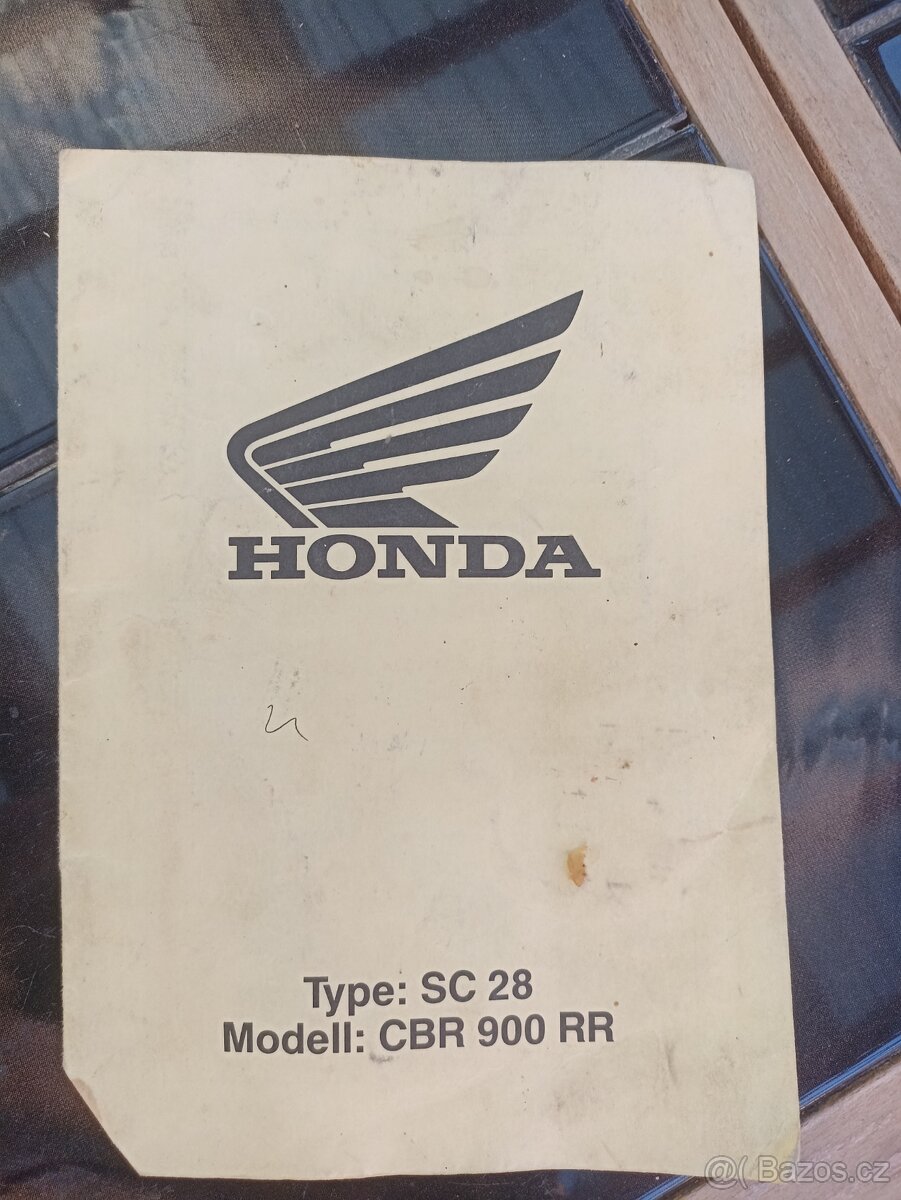 HONDA
Type: SC 28
Modell: CBR 900 RR
@( Bazos.cz